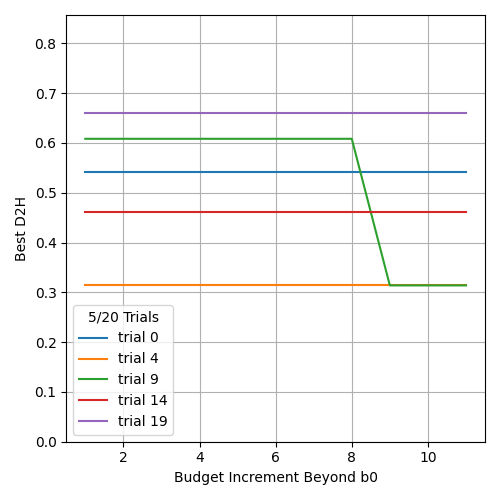 0.8
0.7
0.6
0.5
0.4
0.3
0.2
0.1
0.0
Best D2H
5/20 Trials
trial 0
trial 4
trial 9
trial 14
trial 19
2
4
6
8
10
Budget Increment Beyond b0